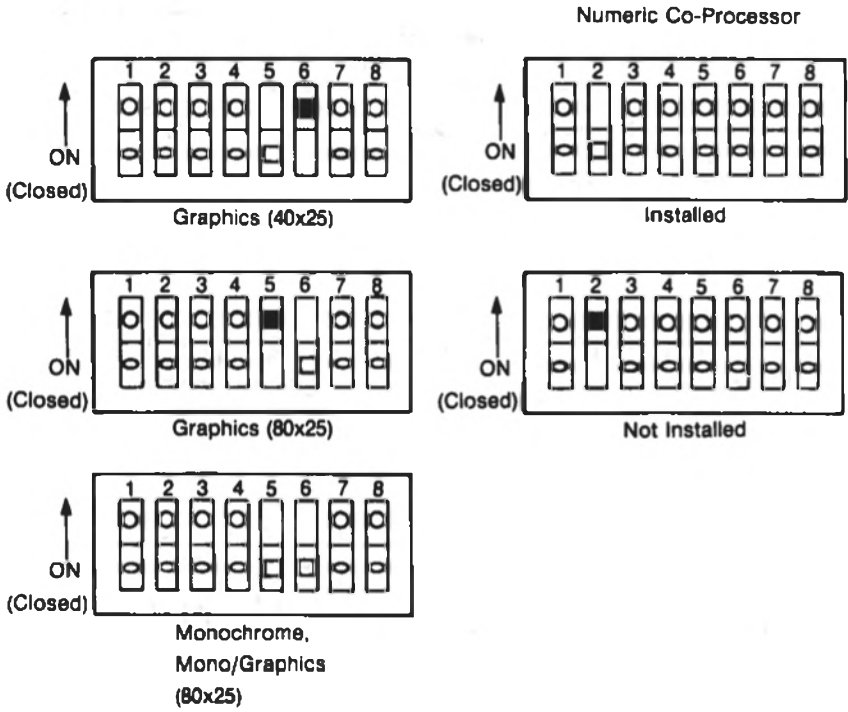 Numeric Co-Processor
1 2 3 4 5 6 7 8
ON
(Closed)
Graphics (40x25)
1 2 3 4 5 6 7 8
ON
(Closed)
Installed
1 2 3 4 5 6 7 8
ON
(Closed)
Graphics (80x25)
1 2 3 4 5 6 7 8
ON
(Closed)
Not Installed
1 2 3 4 5 6 7 8
ON
(Closed)
Monochrome,
Mono/Graphics
(80x25)